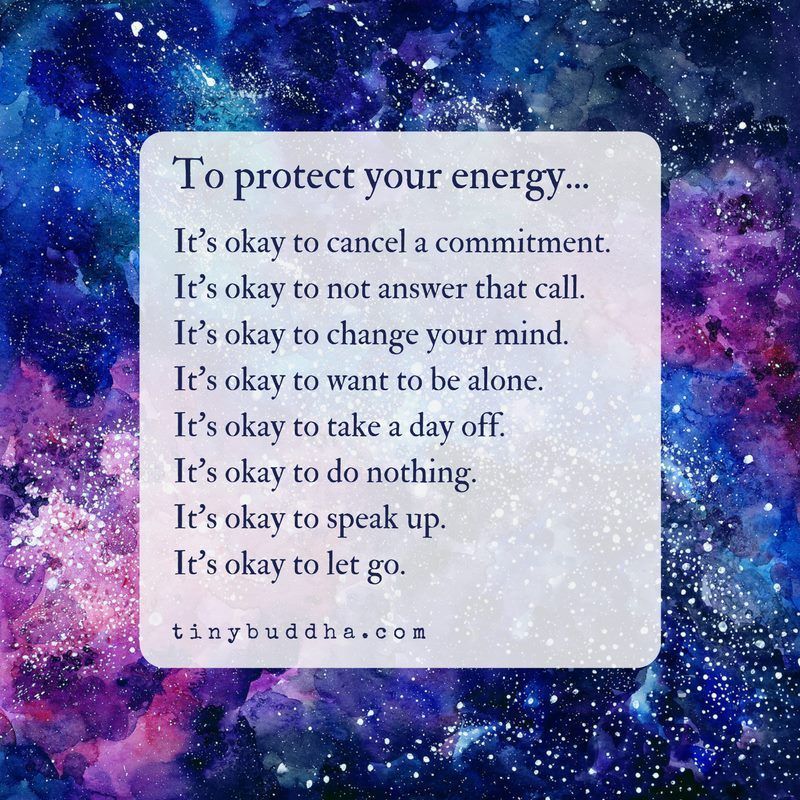 To protect your energy...
It's okay to cancel a commitment.
It's okay to not answer that call.
It's okay to change your mind.
It's okay to want to be alone.
It's okay to take a day off.
It's okay to do nothing.
It's okay to speak up.
It's okay to let go.
tinybuddha.com